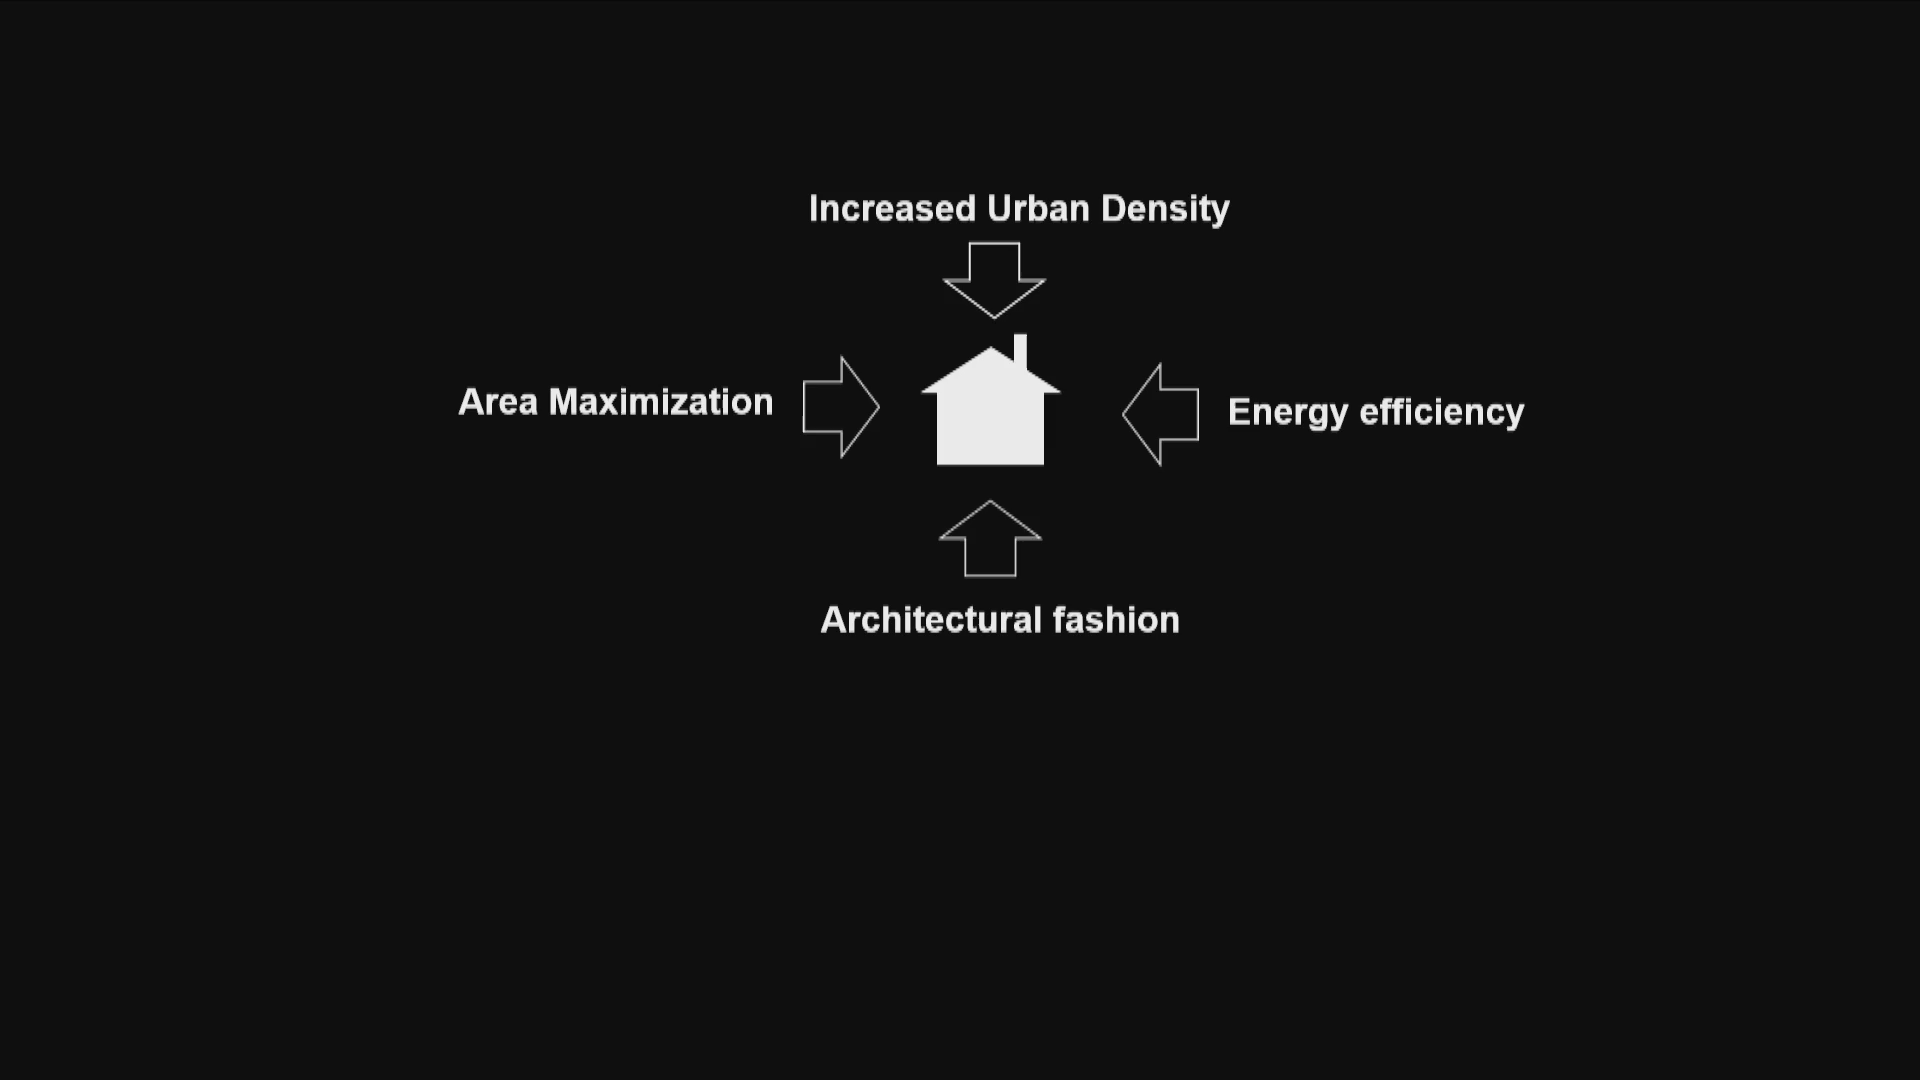 Increased Urban Density
Area Maximization
Energy efficiency
Architectural fashion